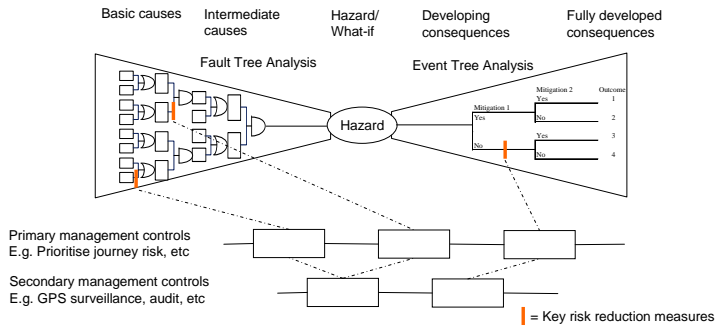 Basic causes
Intermediate
causes
Hazard/
What-if
Developing
consequences
Fully developed
consequences
Fault Tree Analysis
Event Tree Analysis
Hazard
Mitigation 1
Yes
No
Mitigation 2
Outcome
Yes
1
No
2
Yes
3
No
4
Primary management controls
E.g. Prioritise journey risk, etc
Secondary management controls
E.g. GPS surveillance, audit, etc
= Key risk reduction measures